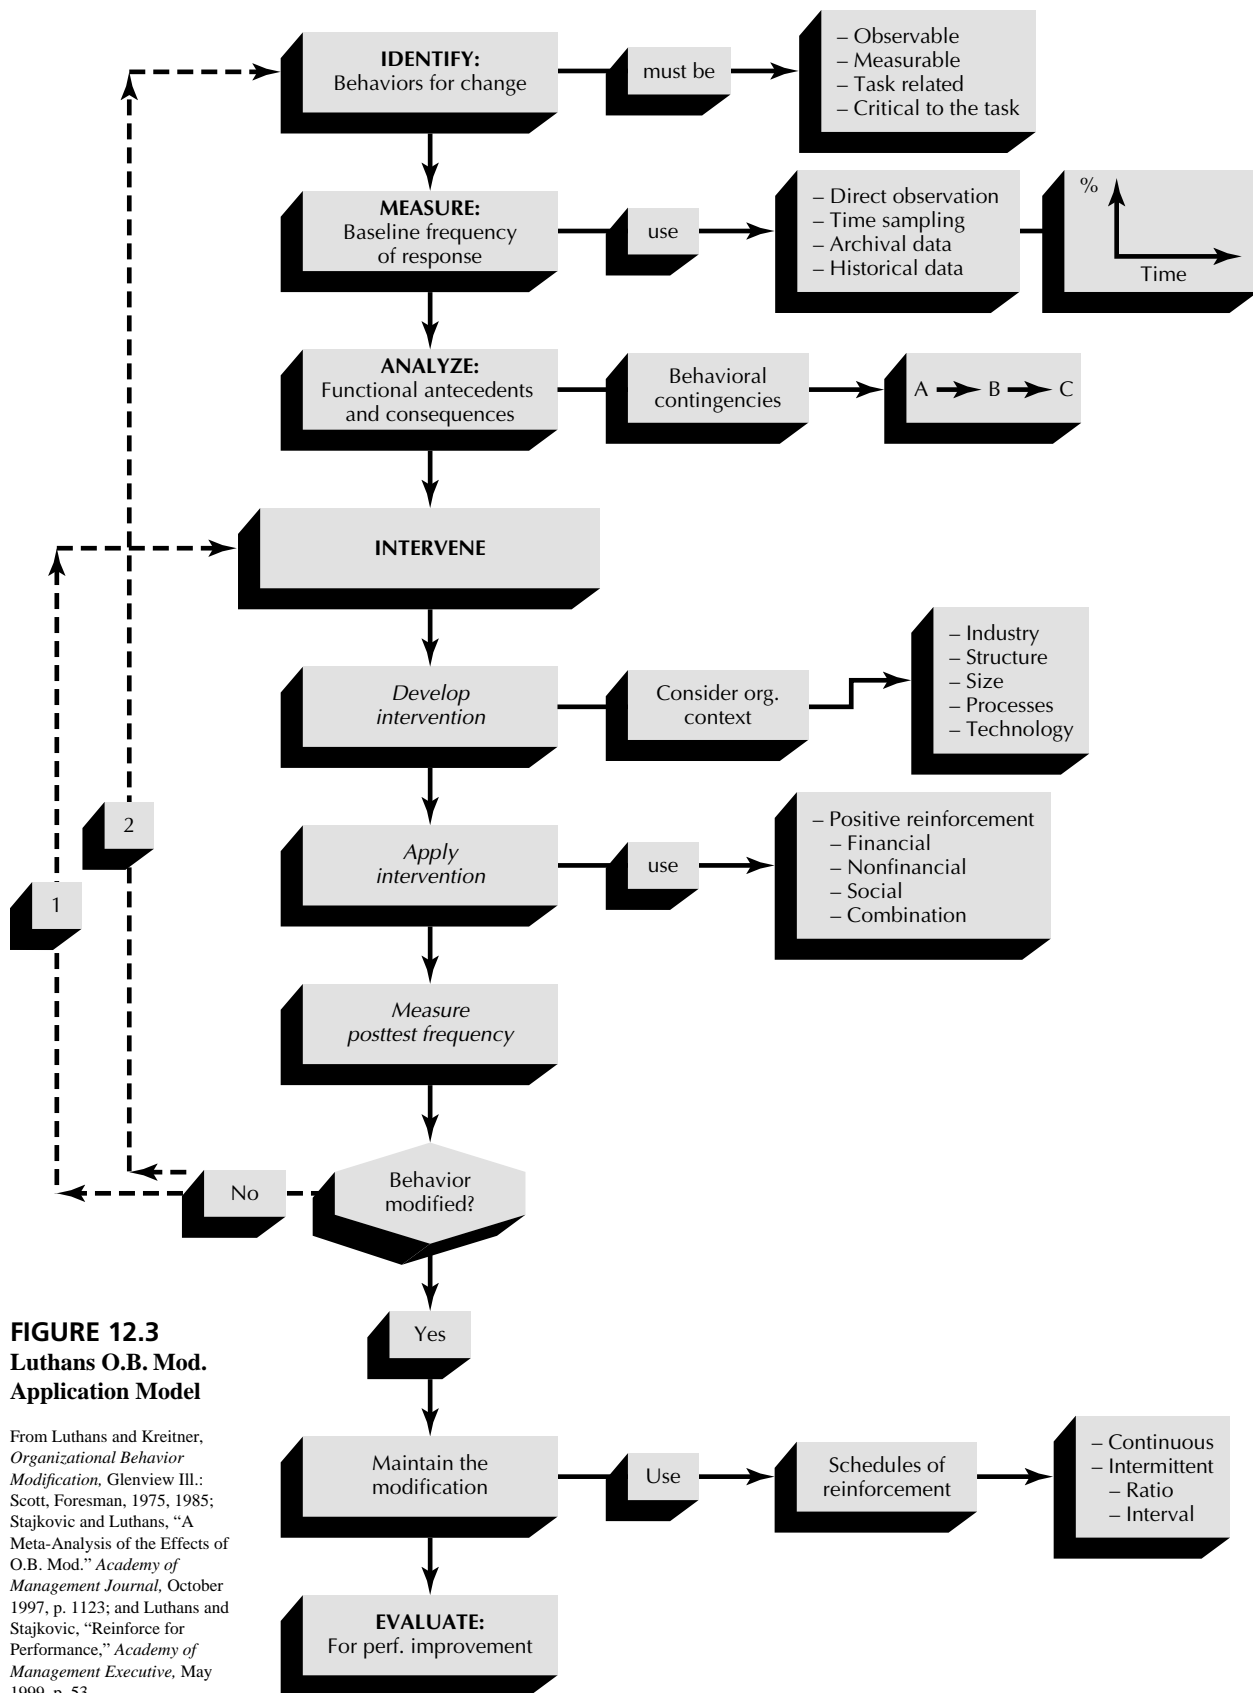 IDENTIFY:
Behaviors for change
must be
– Observable
– Measurable
– Task related
– Critical to the task
MEASURE:
Baseline frequency
of response
use
– Direct observation
– Time sampling
– Archival data
– Historical data
%
Time
ANALYZE:
Functional antecedents
and consequences
Behavioral
contingencies
A B C
INTERVENE
Develop
intervention
Consider org.
context
– Industry
– Structure
– Size
– Processes
– Technology
2
1
Apply
intervention
use
– Positive reinforcement
– Financial
– Nonfinancial
– Social
– Combination
Measure
posttest frequency
Behavior
modified?
No
Yes
Maintain the
modification
Use
Schedules of
reinforcement
– Continuous
– Intermittent
– Ratio
– Interval
EVALUATE:
For perf. improvement
FIGURE 12.3
Luthans O.B. Mod.
Application Model
From Luthans and Kreitner,
Organizational Behavior
Modification, Glenview Ill.:
Scott, Foresman, 1975, 1985;
Stajkovic and Luthans, “A
Meta-Analysis of the Effects of
O.B. Mod.” Academy of
Management Journal, October
1997, p. 1123; and Luthans and
Stajkovic, “Reinforce for
Performance,” Academy of
Management Executive, May
1999, p. 53